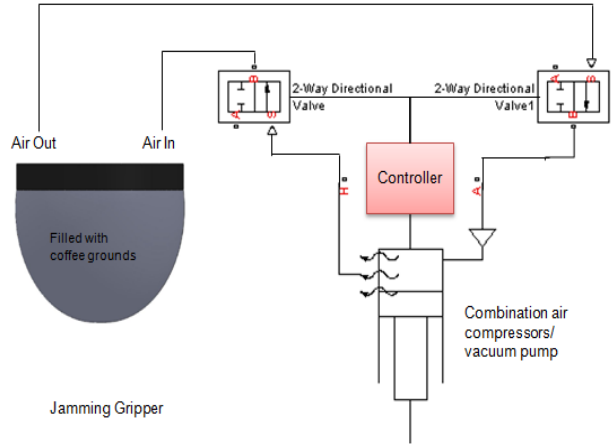 2-Way Directional
Valve
2-Way Directional
Valve1
A
B
S
A
S
B
Air Out
Air In
Controller
H
A
Filled with
coffee grounds
Combination air
compressors/
vacuum pump
Jamming Gripper